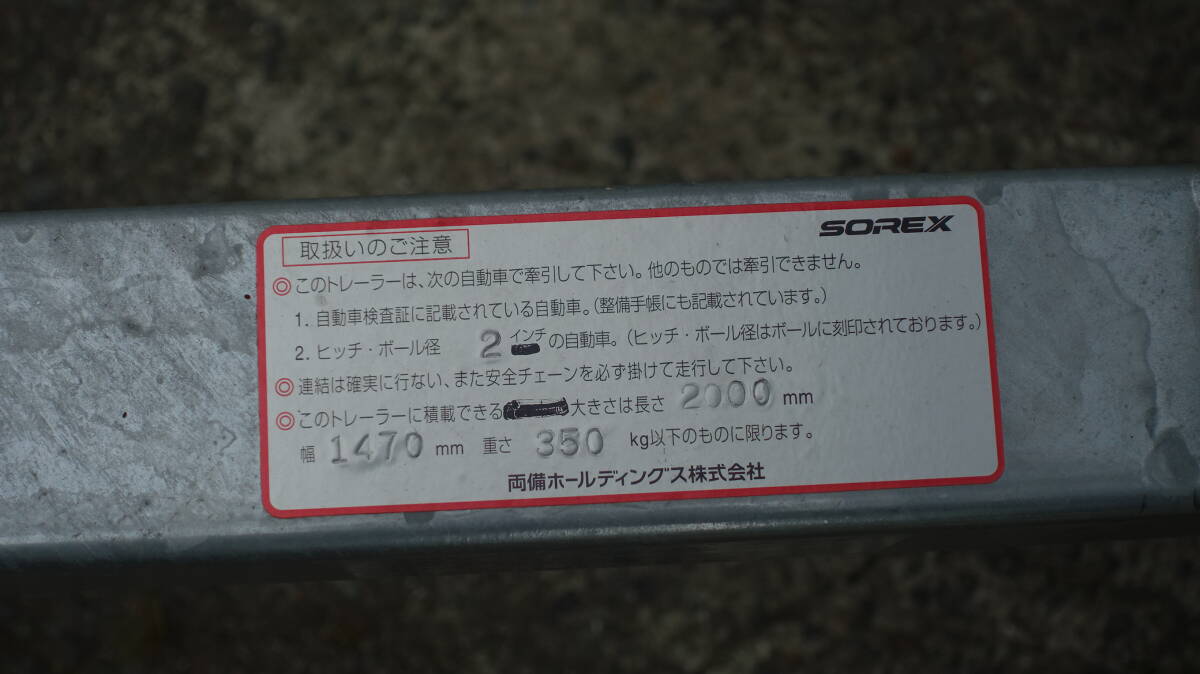 SOREX
取扱いのご注意
◎このトレーラーは、次の自動車で牽引して下さい。他のものでは牽引できません。
1. 自動車検査証に記載されている自動車。(整備手帳にも記載されています。)
2. ヒッチ・ボール径 2 インチ の自動車。(ヒッチ・ボール径はボールに刻印されております。)
◎連結は確実に行ない、また安全チェーンを必ず掛けて走行して下さい。
◎このトレーラーに積載できる 大きさは長さ 2000 mm
幅 1470 mm 重さ 350 kg以下のものに限ります。
両備ホールディングス株式会社